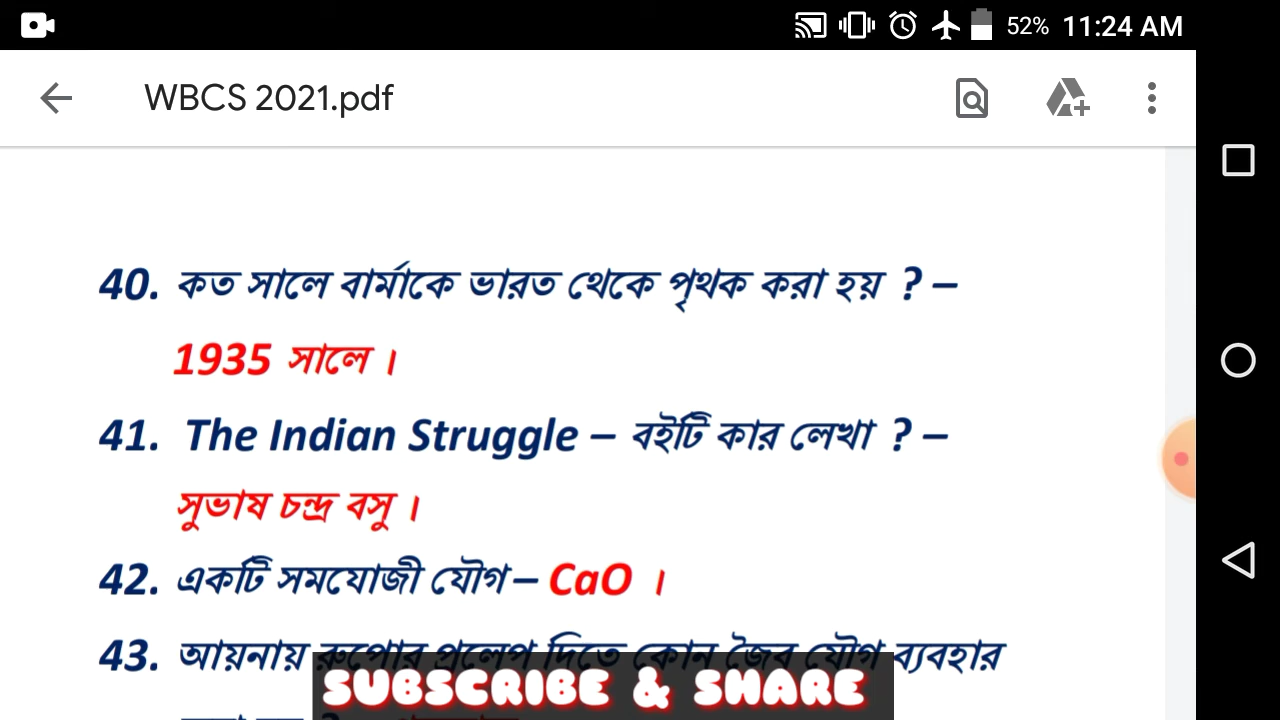 52% 11:24 AM
WBCS 2021.pdf
40. কত সালে বার্মাকে ভারত থেকে পৃথক করা হয় ? –
1935 সালে ।
41. The Indian Struggle – বইটি কার লেখা ? –
সুভাষ চন্দ্র বসু ।
42. একটি সমযোজী যৌগ – CaO ।
43. আয়নায় রুপোর প্রলেপ দিতে কোন জৈব যৌগ ব্যবহার
SUBSCRIBE & SHARE